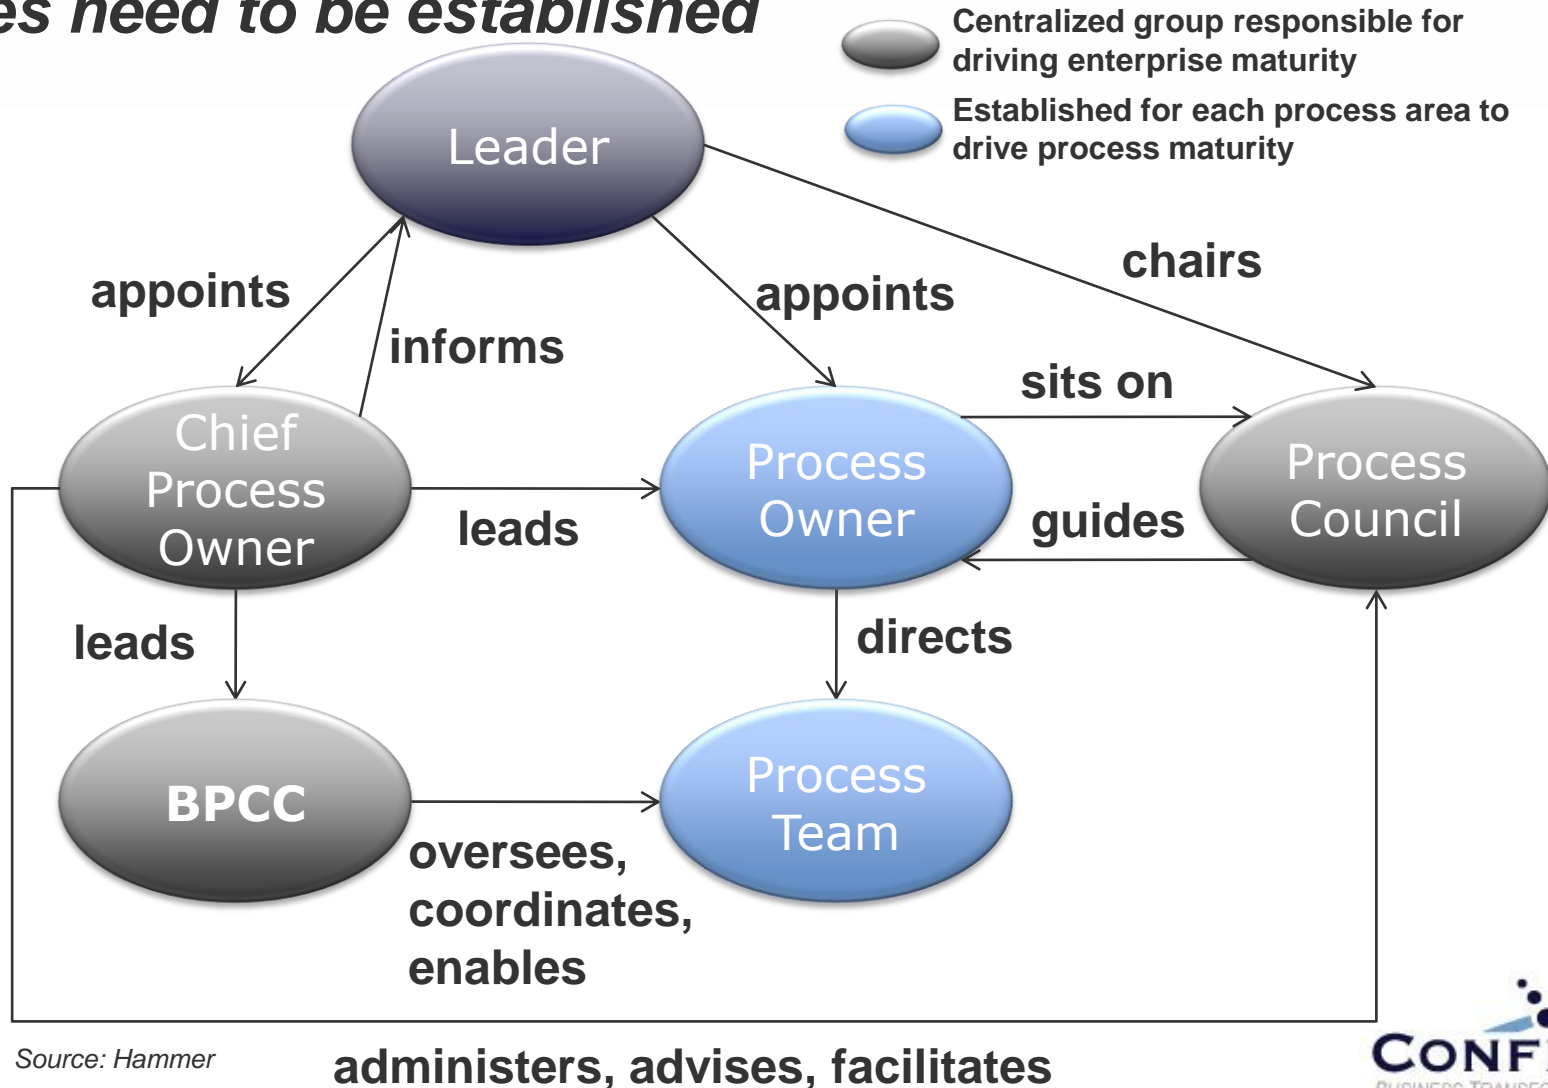 es need to be established
Centralized group responsible for
driving enterprise maturity
Established for each process area to
drive process maturity
Leader
appoints
informs
appoints
chairs
sits on
Chief
Process
Owner
leads
Process
Owner
guides
Process
Council
leads
directs
BPCC
oversees,
coordinates,
enables
Process
Team
Source: Hammer
administers, advises, facilitates
CONF